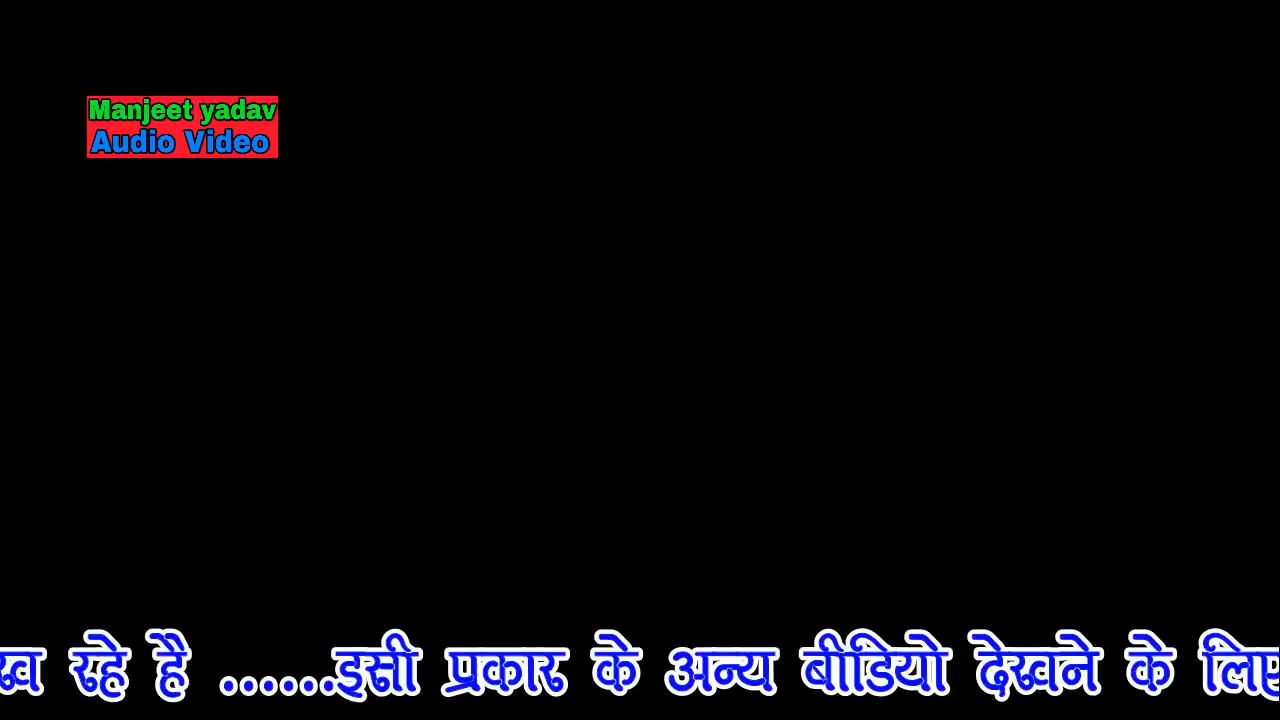 Manjeet yadav
Audio Video
रहे है ......इसी प्रकार के अन्य बीडियो देखने के लिए